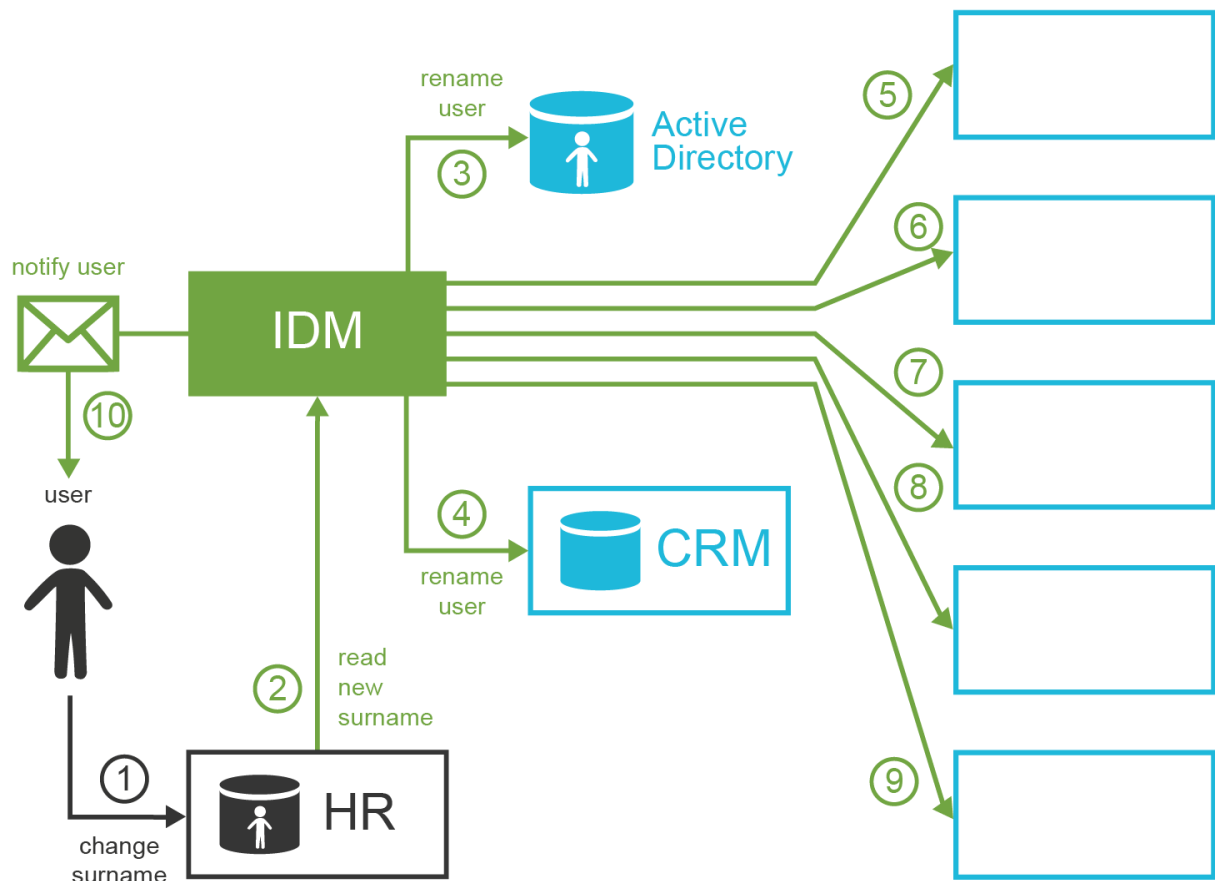 rename
user
3
Active
Directory
5
6
notify user
IDM
7
10
user
4
CRM
rename
user
8
2
read
new
surname
1
HR
9
change
surname